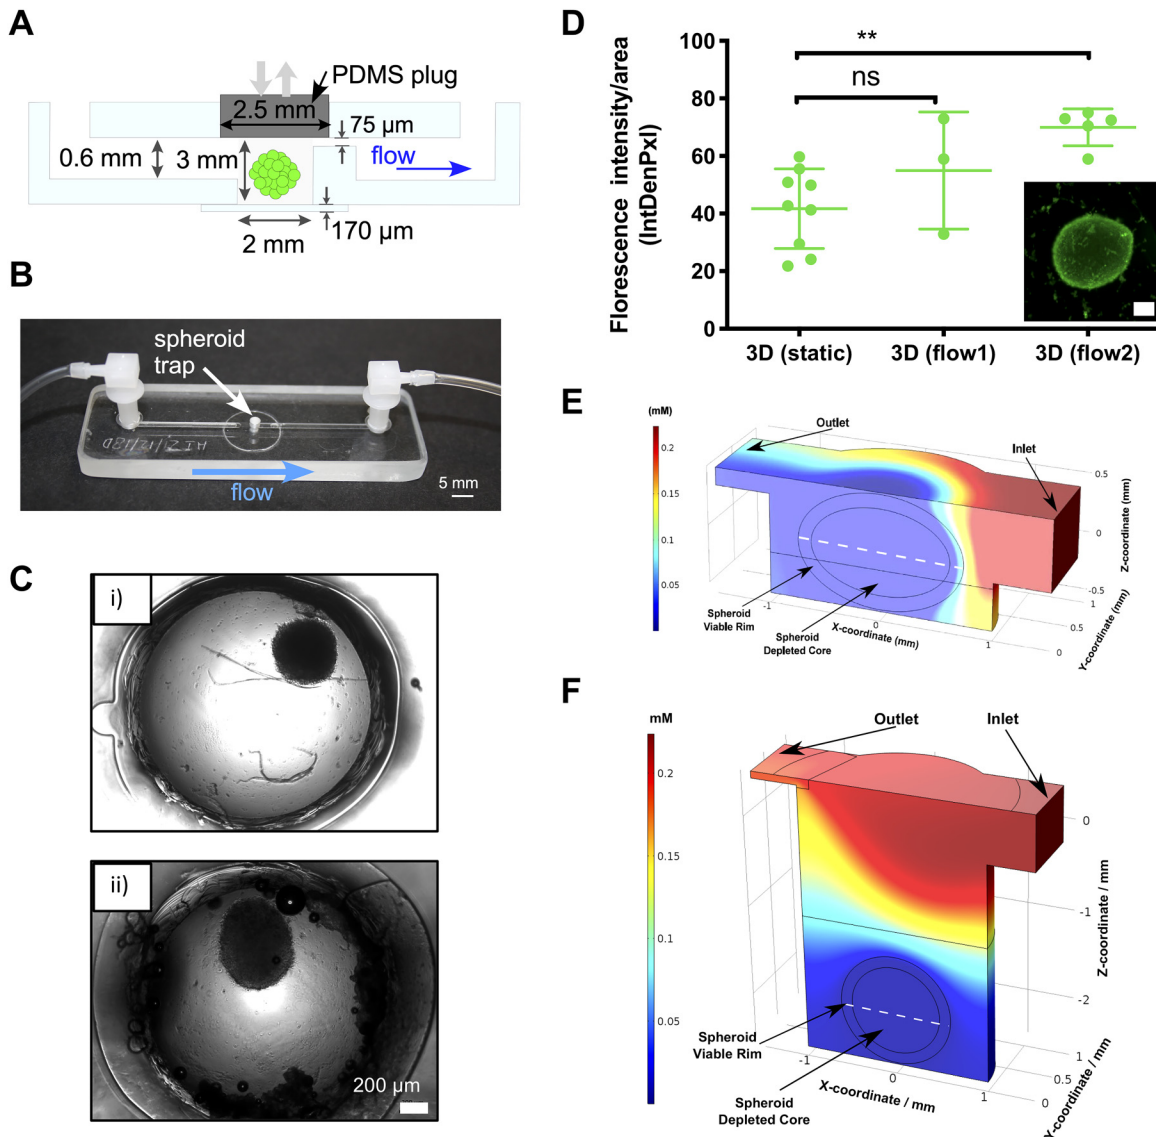 A
PDMS plug
2.5 mm
75 µm
0.6 mm
3 mm
flow
2 mm
170 µm
B
spheroid
trap
flow
5 mm
C
i)
ii)
200 µm
D
Florescence intensity/area
(IntDenPxl)
100
80
60
40
20
0
**
ns
3D (static)
3D (flow1)
3D (flow2)
E
(mM)
0.2
0.15
0.1
0.05
Outlet
Inlet
0.5
0
-0.5
Z-coordinate (mm)
1
0.5
0
Y-coordinate (mm)
-1
0
1
X-coordinate (mm)
Spheroid
Viable Rim
Spheroid
Depleted Core
F
mM
0.2
0.15
0.1
0.05
Outlet
Inlet
0
-1
-2
Z-coordinate / mm
1
0.5
0
-1
0
1
X-coordinate / mm
Spheroid
Viable Rim
Spheroid
Depleted Core